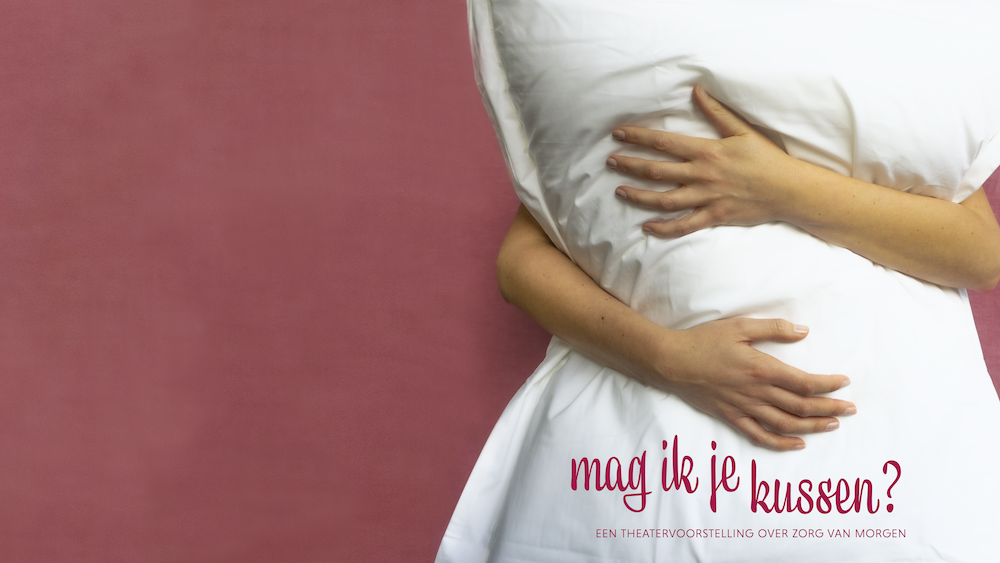 mag ik je kussen?
EEN THEATERVOORSTELLING OVER ZORG VAN MORGEN